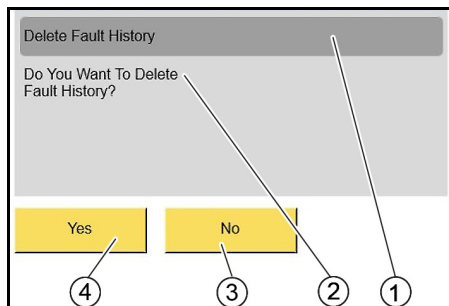 Delete Fault History
Do You Want To Delete
Fault History?
Yes
No
4
3
2
1